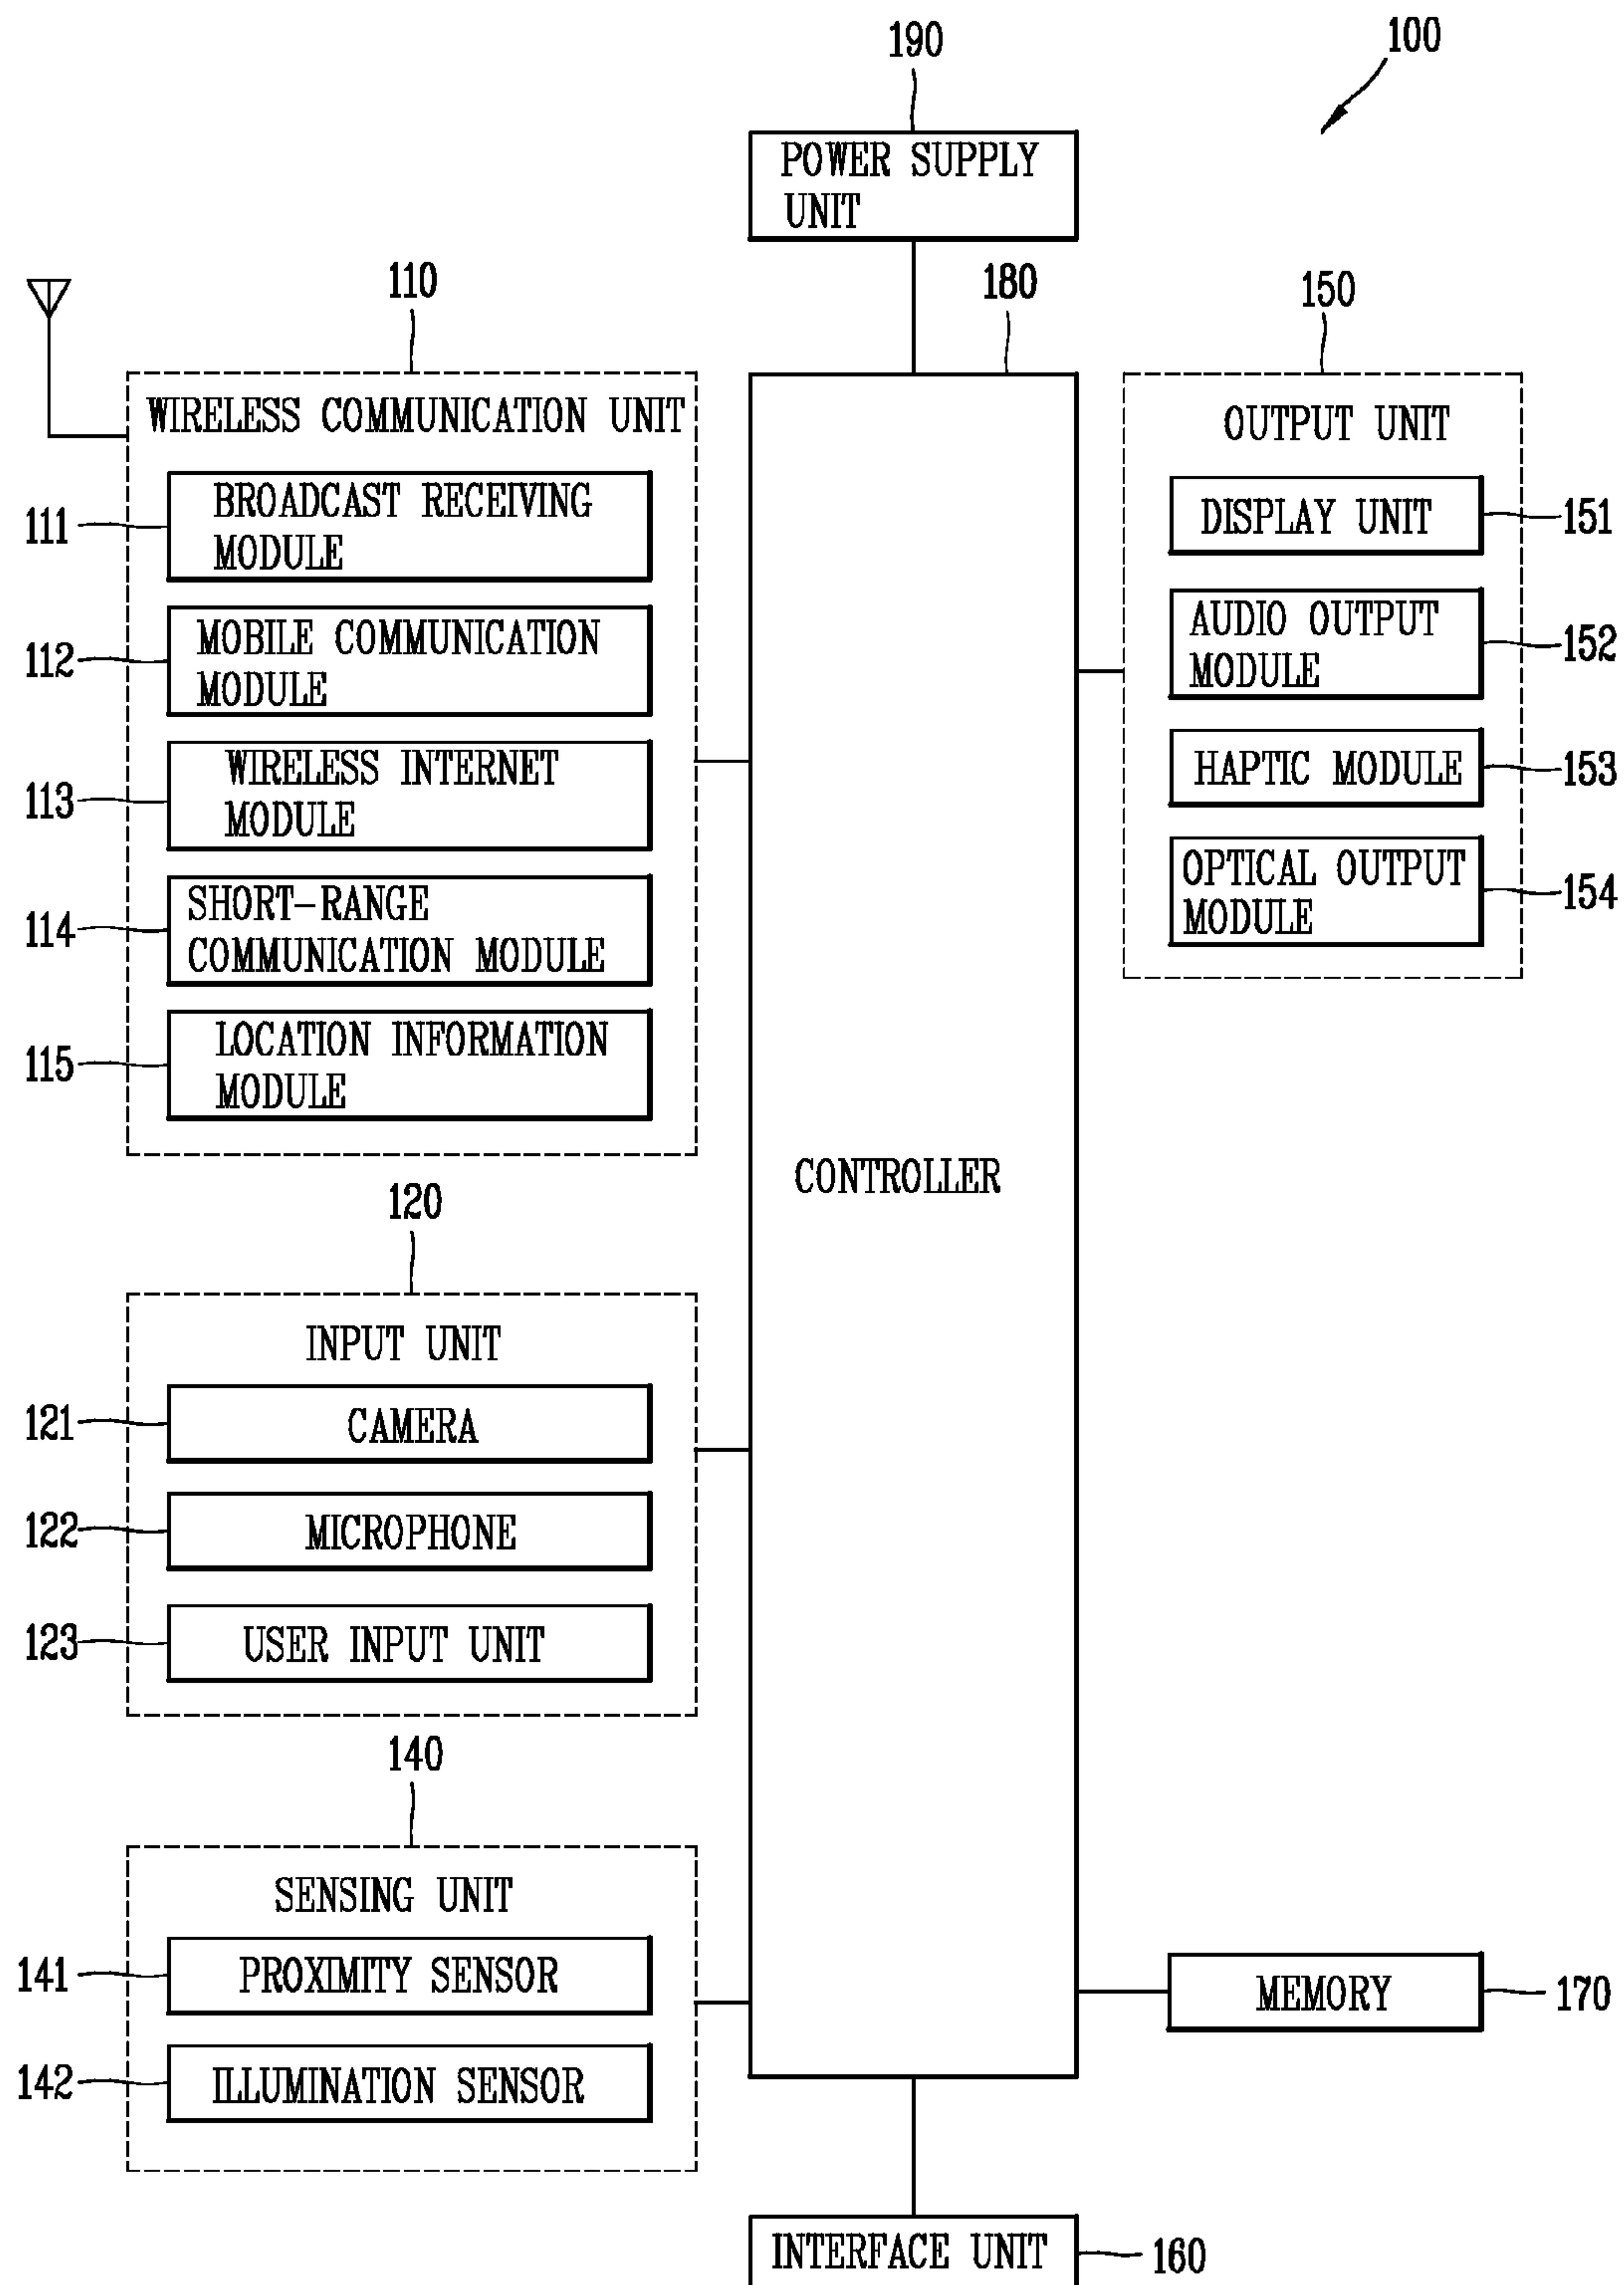 190
100
POWER SUPPLY
UNIT
110
180
150
WIRELESS COMMUNICATION UNIT
111
BROADCAST RECEIVING
MODULE
112
MOBILE COMMUNICATION
MODULE
113
WIRELESS INTERNET
MODULE
114
SHORT-RANGE
COMMUNICATION MODULE
115
LOCATION INFORMATION
MODULE
CONTROLLER
OUTPUT UNIT
DISPLAY UNIT
151
AUDIO OUTPUT
MODULE
152
HAPTIC MODULE
153
OPTICAL OUTPUT
MODULE
154
120
INPUT UNIT
121
CAMERA
122
MICROPHONE
123
USER INPUT UNIT
140
SENSING UNIT
141
PROXIMITY SENSOR
142
ILLUMINATION SENSOR
MEMORY
170
INTERFACE UNIT
160